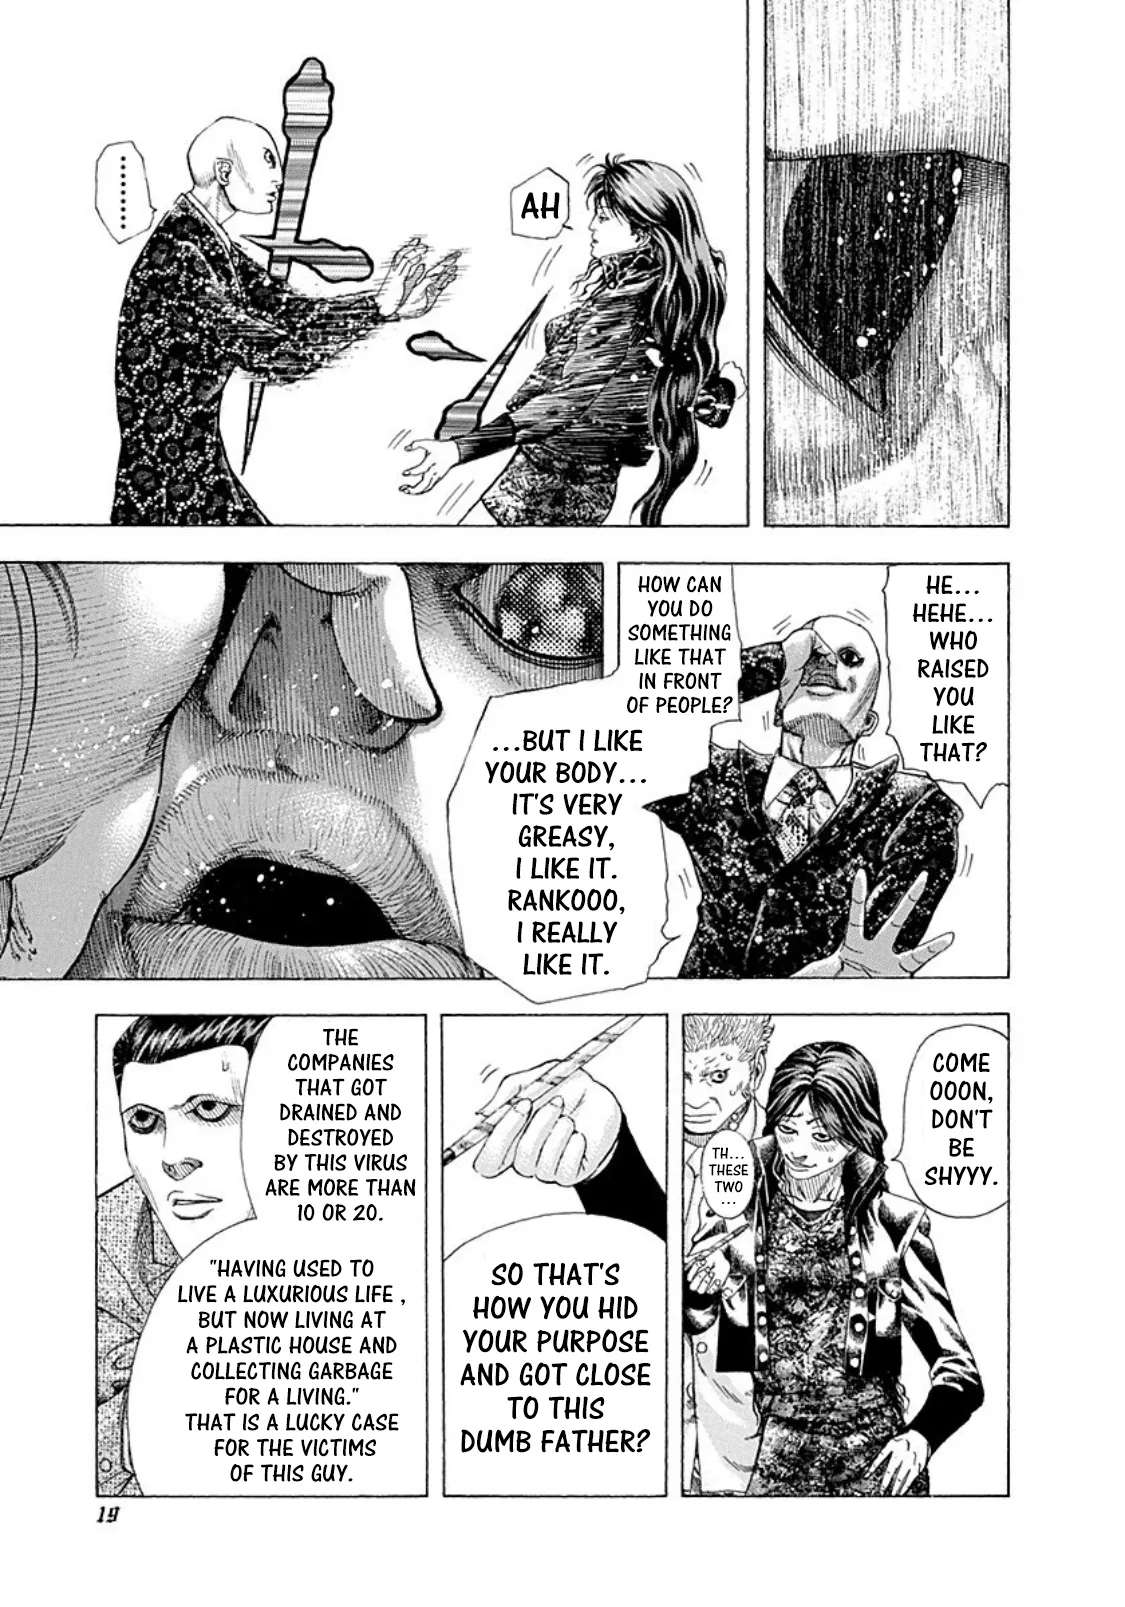 AH
………
HE...
HEHE...
WHO
RAISED
YOU
LIKE
THAT?
HOW CAN
YOU DO
SOMETHING
LIKE THAT
IN FRONT
OF PEOPLE?
...BUT I LIKE
YOUR BODY...
IT'S VERY
GREASY,
I LIKE IT.
RANKOOO,
I REALLY
LIKE IT.
COME
OOON,
DON'T
BE
SHYYY.
TH...
THESE
TWO
...
SO THAT'S
HOW YOU HID
YOUR PURPOSE
AND GOT CLOSE
TO THIS
DUMB FATHER?
THE
COMPANIES
THAT GOT
DRAINED AND
DESTROYED
BY THIS VIRUS
ARE MORE THAN
10 OR 20.
"HAVING USED TO
LIVE A LUXURIOUS LIFE ,
BUT NOW LIVING AT
A PLASTIC HOUSE AND
COLLECTING GARBAGE
FOR A LIVING."
THAT IS A LUCKY CASE
FOR THE VICTIMS
OF THIS GUY.
19